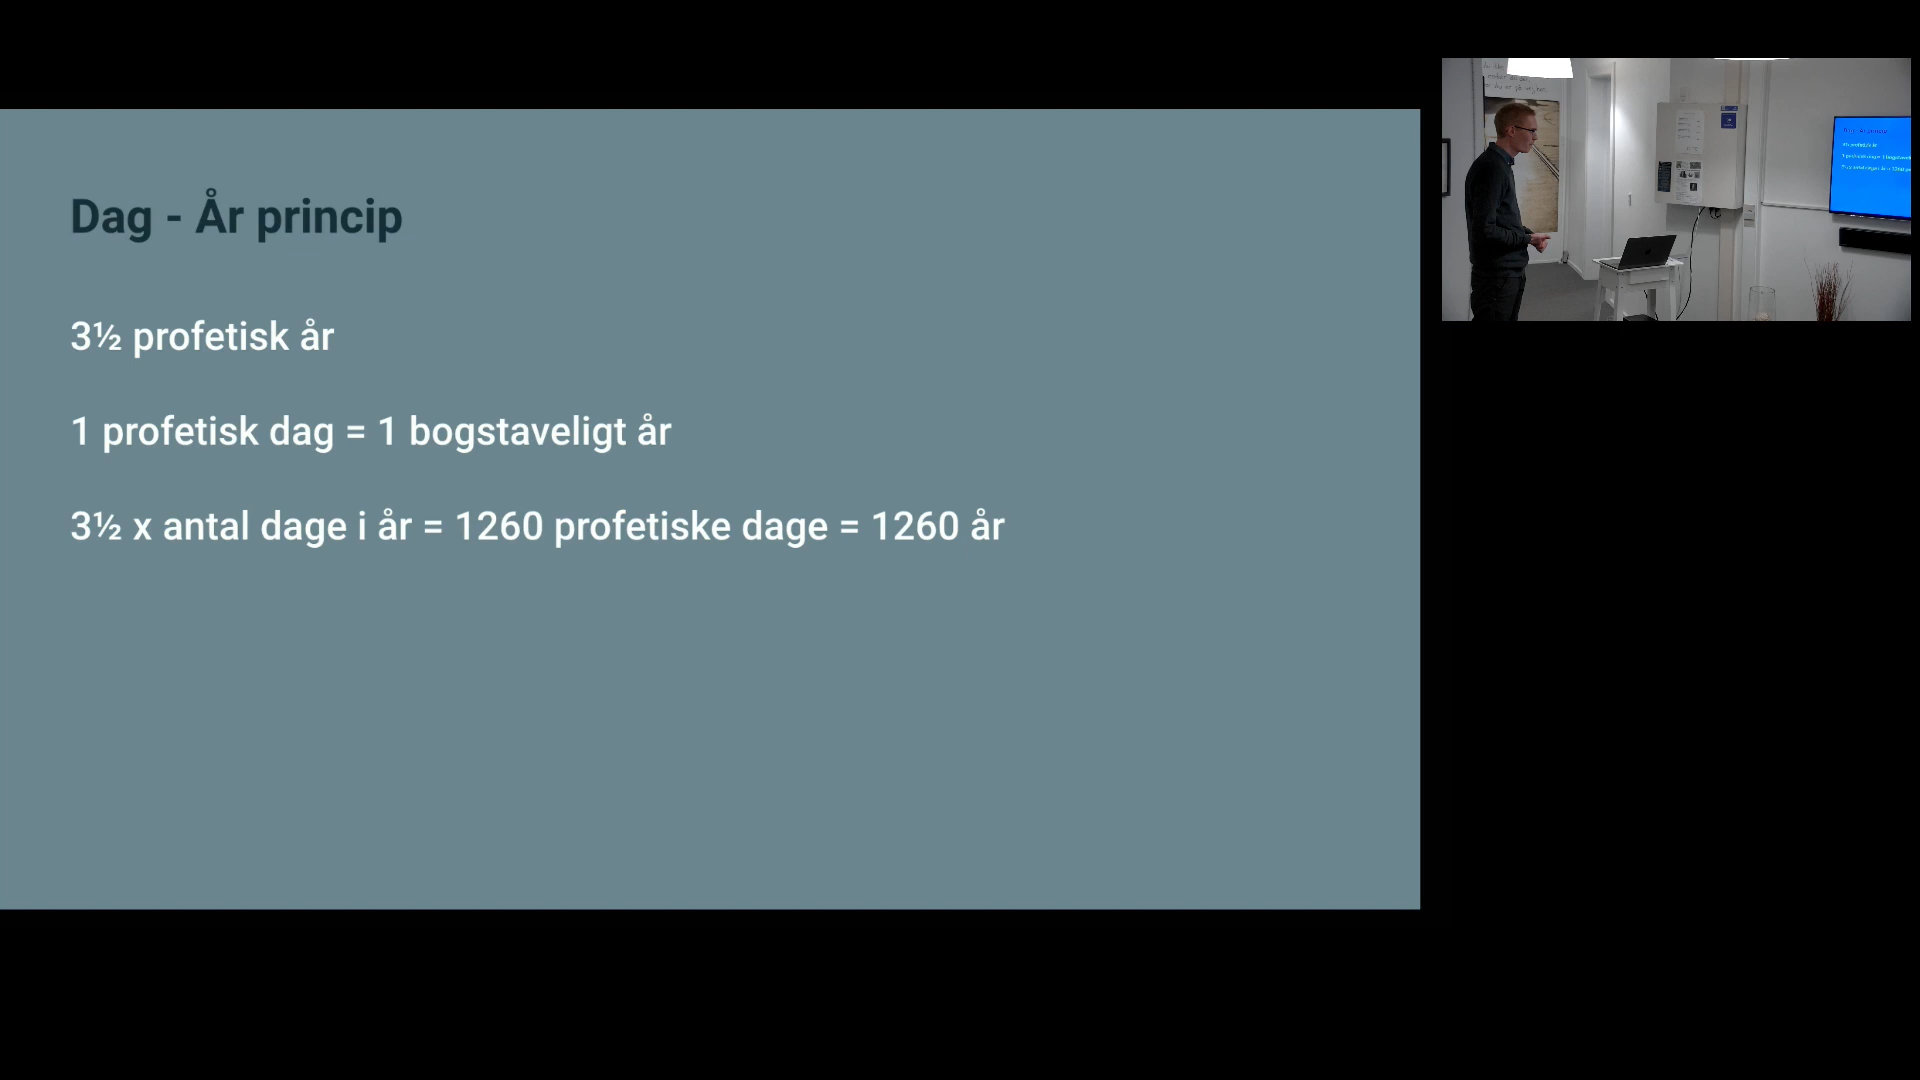 Dag - År princip
3½ profetisk år
1 profetisk dag = 1 bogstaveligt år
3½ x antal dage i år = 1260 profetiske dage = 1260 år